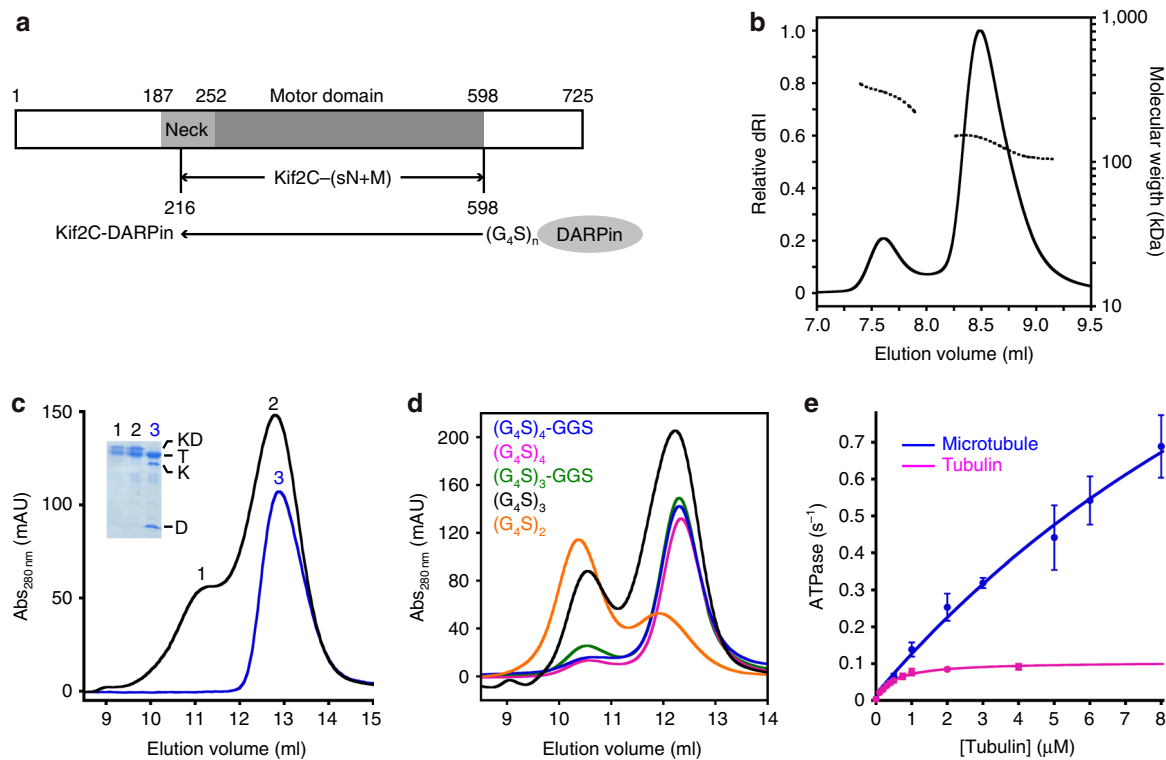 a
1 187 252 Motor domain 598 725
Neck
Kif2C–(sN+M)
216 598
Kif2C-DARPin (G₄S)ₙ DARPin
b
1.0
0.8
0.6
0.4
0.2
0
Relative dRI
1,000
100
10
Molecular weigth (kDa)
7.0 7.5 8.0 8.5 9.0 9.5
Elution volume (ml)
c
150
100
50
0
Abs₂₈₀ ₙₘ (mAU)
1 2 3
KD
T
K
D
1
2
3
9 10 11 12 13 14 15
Elution volume (ml)
d
200
160
120
80
40
0
Abs₂₈₀ ₙₘ (mAU)
(G₄S)₄-GGS
(G₄S)₄
(G₄S)₃-GGS
(G₄S)₃
(G₄S)₂
9 10 11 12 13 14
Elution volume (ml)
e
0.7
0.6
0.5
0.4
0.3
0.2
0.1
0
ATPase (s⁻¹)
Microtubule
Tubulin
0 1 2 3 4 5 6 8
[Tubulin] (μM)